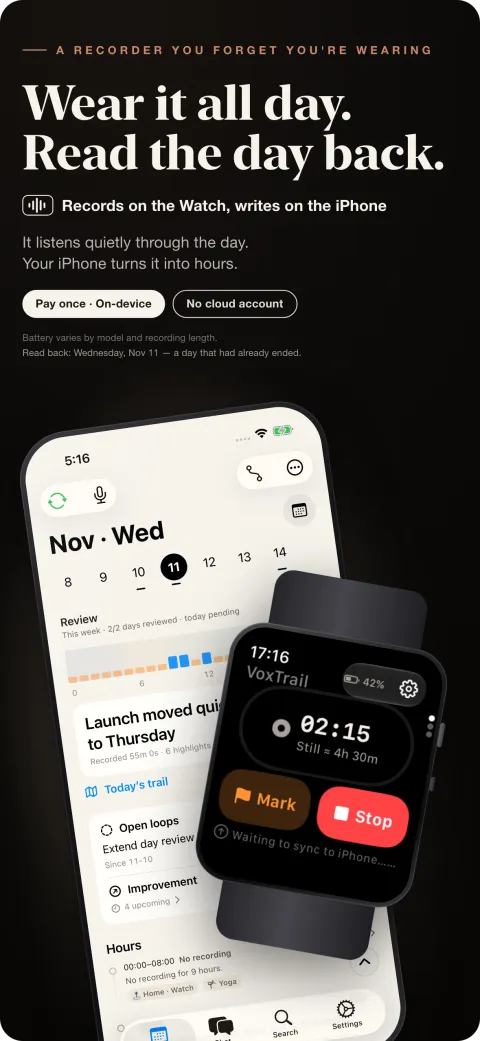 A RECORDER YOU FORGET YOU'RE WEARING
Wear it all day.
Read the day back.
Records on the Watch, writes on the iPhone
It listens quietly through the day.
Your iPhone turns it into hours.
Pay once · On-device
No cloud account
Battery varies by model and recording length.
Read back: Wednesday, Nov 11 — a day that had already ended.
5:16
Nov · Wed
8 9 10 11 12 13 14
Review
This week · 2/2 days reviewed · today pending
0 6 12
Launch moved
to Thursday
Recorded 55m 0s · 6 highlights
Today's trail
Open loops
Extend day review
Since 11-10
Improvement
4 upcoming
Hours
00:00–08:00 No recording
No recording for 9 hours.
Home · Watch
Yoga
Search
Settings
17:16
VoxTrail
42%
02:15
Still ≈ 4h 30m
Mark
Stop
Waiting to sync to iPhone......